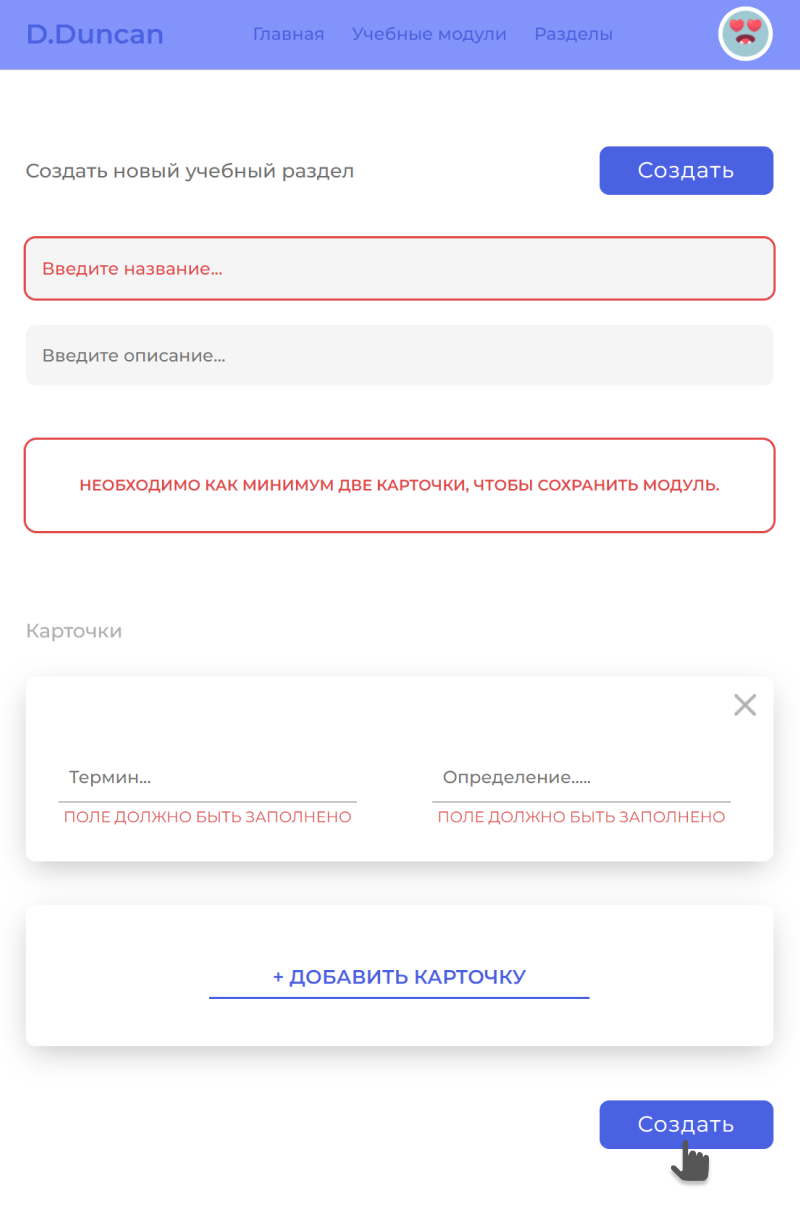 D.Duncan
Главная Учебные модули Разделы
Создать новый учебный раздел
Создать
Введите название...
Введите описание...
НЕОБХОДИМО КАК МИНИМУМ ДВЕ КАРТОЧКИ, ЧТОБЫ СОХРАНИТЬ МОДУЛЬ.
Карточки
Термин...
Определение.....
ПОЛЕ ДОЛЖНО БЫТЬ ЗАПОЛНЕНО
ПОЛЕ ДОЛЖНО БЫТЬ ЗАПОЛНЕНО
+ ДОБАВИТЬ КАРТОЧКУ
Создать